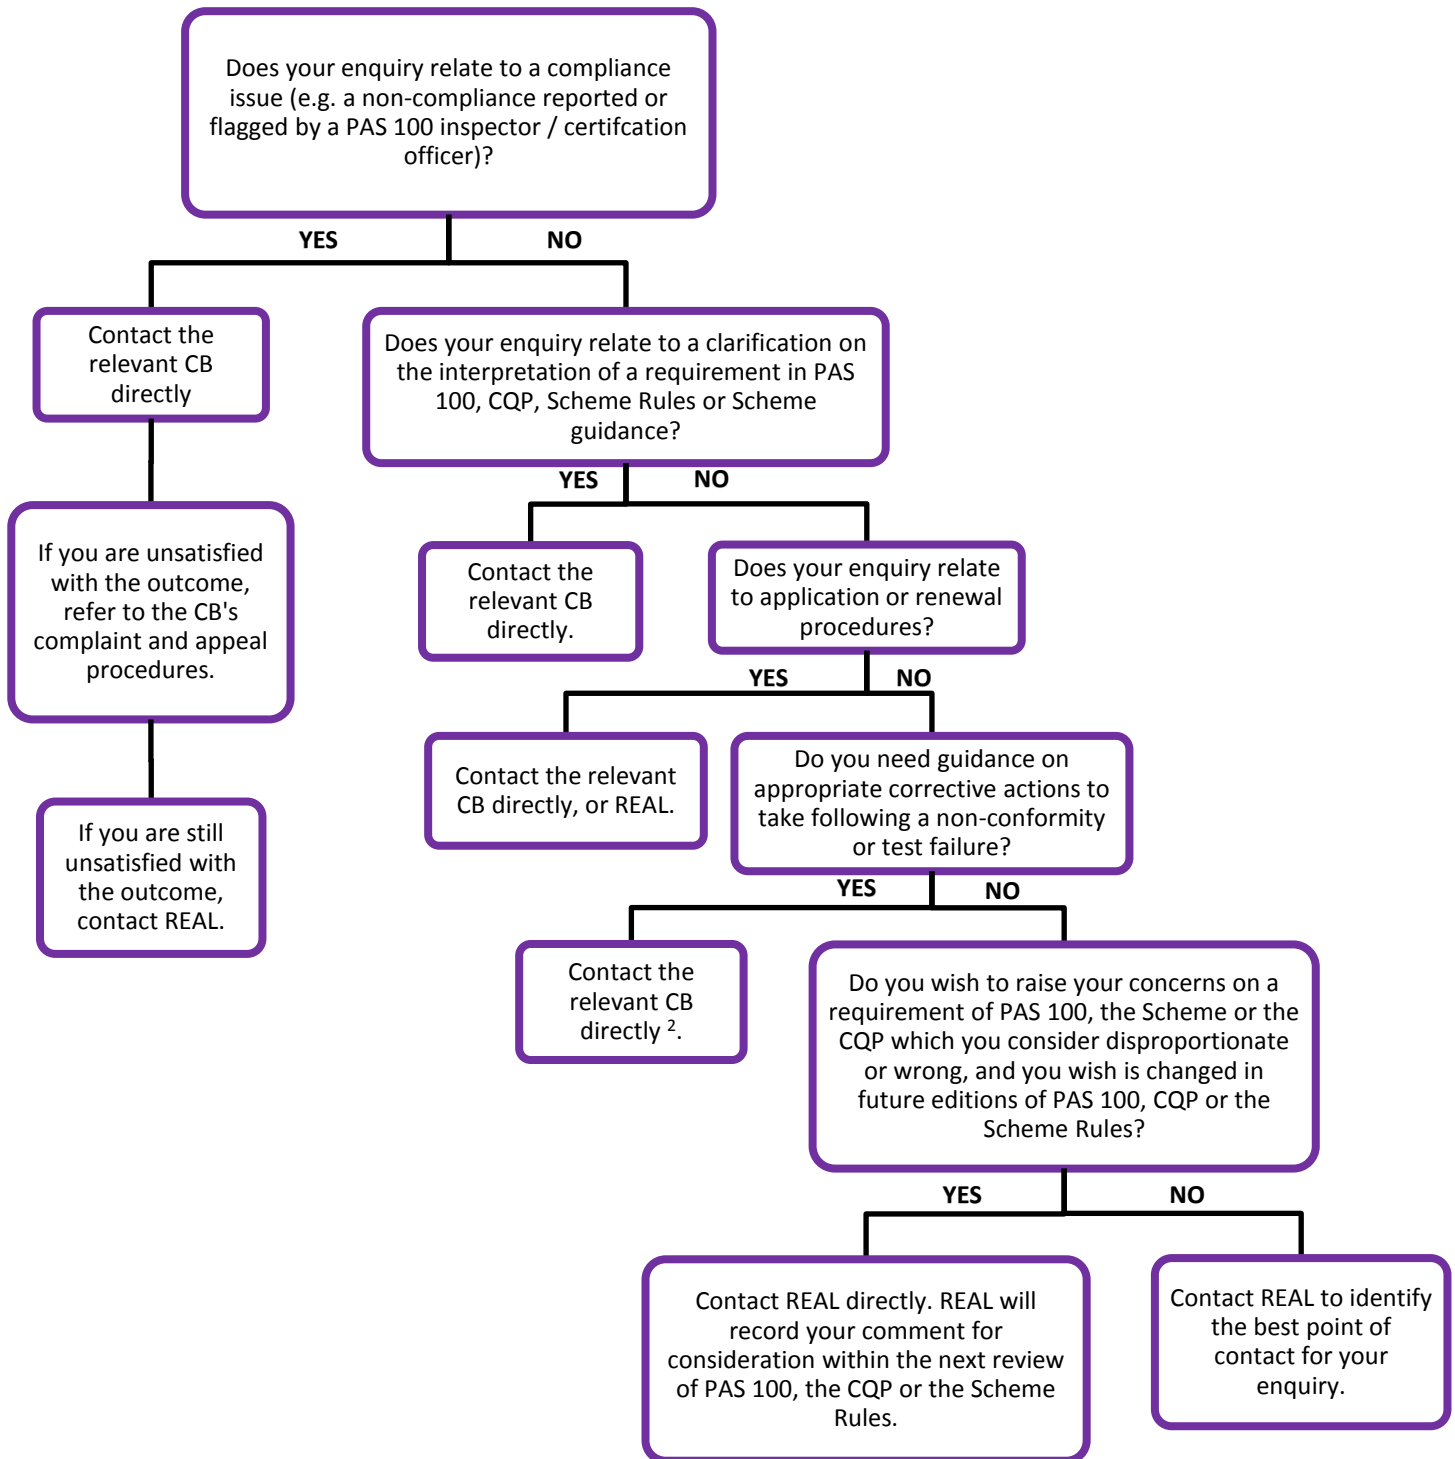 Does your enquiry relate to a compliance
issue (e.g. a non-compliance reported or
flagged by a PAS 100 inspector / certifcation
officer)?
YES
NO
Contact the
relevant CB
directly
Does your enquiry relate to a clarification on
the interpretation of a requirement in PAS
100, CQP, Scheme Rules or Scheme
guidance?
YES
NO
If you are unsatisfied
with the outcome,
refer to the CB's
complaint and appeal
procedures.
Contact the
relevant CB
directly.
Does your enquiry relate
to application or renewal
procedures?
YES
NO
Contact the relevant
CB directly, or REAL.
Do you need guidance on
appropriate corrective actions to
take following a non-conformity
or test failure?
If you are still
unsatisfied with
the outcome,
contact REAL.
YES
NO
Contact the
relevant CB
directly ².
Do you wish to raise your concerns on a
requirement of PAS 100, the Scheme or the
CQP which you consider disproportionate
or wrong, and you wish is changed in
future editions of PAS 100, CQP or the
Scheme Rules?
YES
NO
Contact REAL directly. REAL will
record your comment for
consideration within the next review
of PAS 100, the CQP or the Scheme
Rules.
Contact REAL to identify
the best point of
contact for your
enquiry.